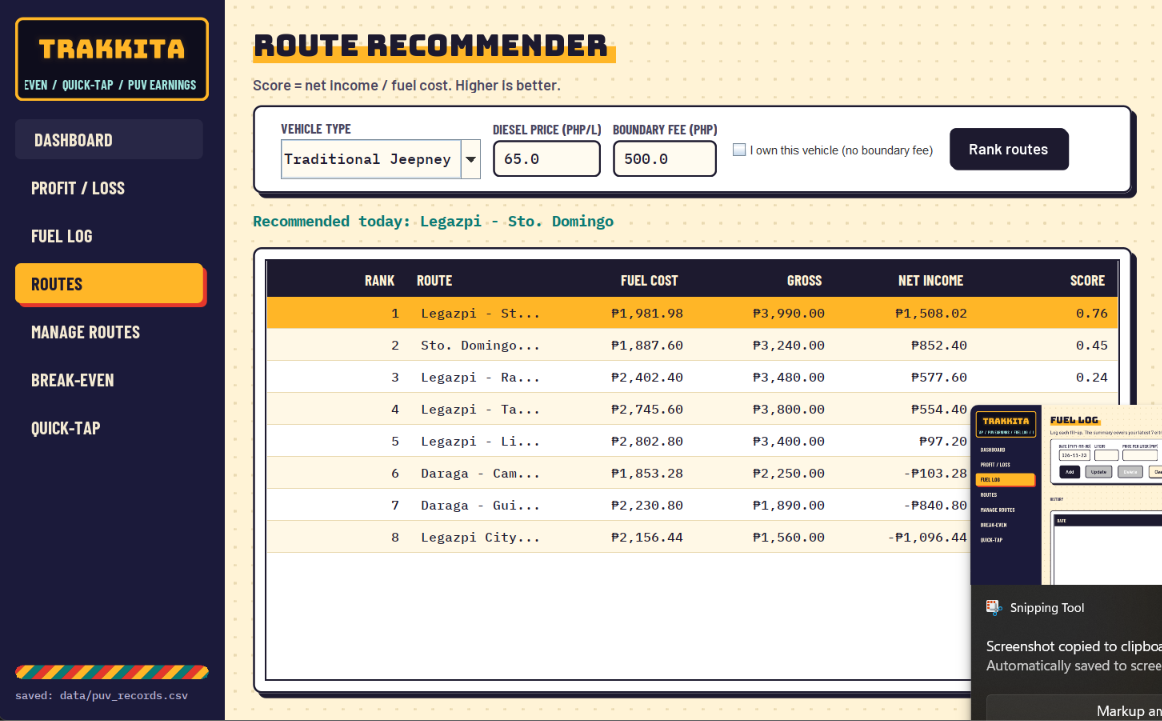 TRAKKITA
EVEN / QUICK-TAP / PUV EARNINGS
DASHBOARD
PROFIT / LOSS
FUEL LOG
ROUTES
MANAGE ROUTES
BREAK-EVEN
QUICK-TAP
saved: data/puv_records.csv
ROUTE RECOMMENDER
Score = net income / fuel cost. Higher is better.
VEHICLE TYPE
Traditional Jeepney
DIESEL PRICE (PHP/L)
65.0
BOUNDARY FEE (PHP)
500.0
I own this vehicle (no boundary fee)
Rank routes
Recommended today: Legazpi - Sto. Domingo
RANK ROUTE FUEL COST GROSS NET INCOME SCORE
1 Legazpi - St... ₱1,981.98 ₱3,990.00 ₱1,508.02 0.76
2 Sto. Domingo... ₱1,887.60 ₱3,240.00 ₱852.40 0.45
3 Legazpi - Ra... ₱2,402.40 ₱3,480.00 ₱577.60 0.24
4 Legazpi - Ta... ₱2,745.60 ₱3,800.00 ₱554.40
5 Legazpi - Li... ₱2,802.80 ₱3,400.00 ₱97.20
6 Daraga - Cam... ₱1,853.28 ₱2,250.00 -₱103.28
7 Daraga - Gui... ₱2,230.80 ₱1,890.00 -₱840.80
8 Legazpi City... ₱2,156.44 ₱1,560.00 -₱1,096.44
TRAKKITA
DASHBOARD
PROFIT / LOSS
FUEL LOG
ROUTES
MANAGE ROUTES
BREAK-EVEN
QUICK-TAP
FUEL LOG
Add
Update
HISTORY
DATE
Snipping Tool
Screenshot copied to clipboa
Automatically saved to scree
Markup an